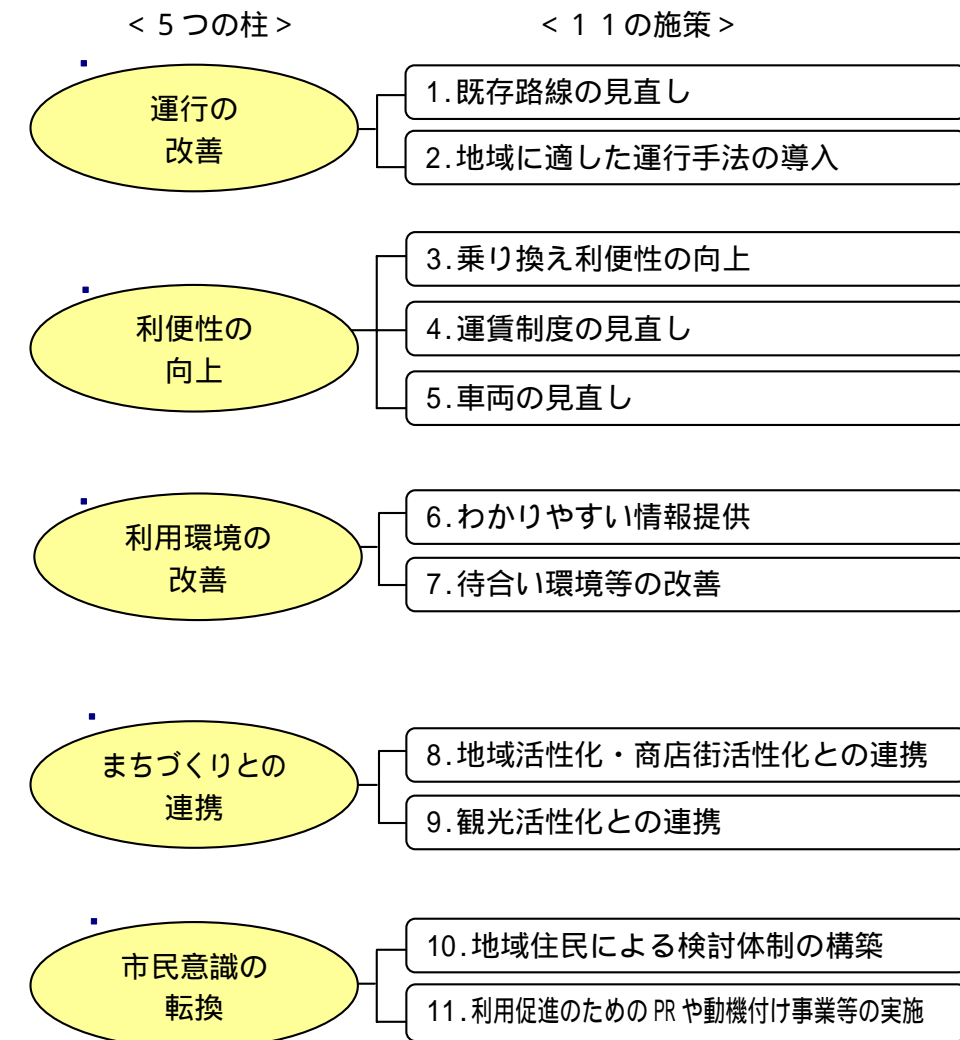 <５つの柱>
<１１の施策>
運行の
改善
1.既存路線の見直し
2.地域に適した運行手法の導入
利便性の
向上
3.乗り換え利便性の向上
4.運賃制度の見直し
5.車両の見直し
利用環境の
改善
6.わかりやすい情報提供
7.待合い環境等の改善
まちづくりとの
連携
8.地域活性化・商店街活性化との連携
9.観光活性化との連携
市民意識の
転換
10.地域住民による検討体制の構築
11.利用促進のための PR や動機付け事業等の実施